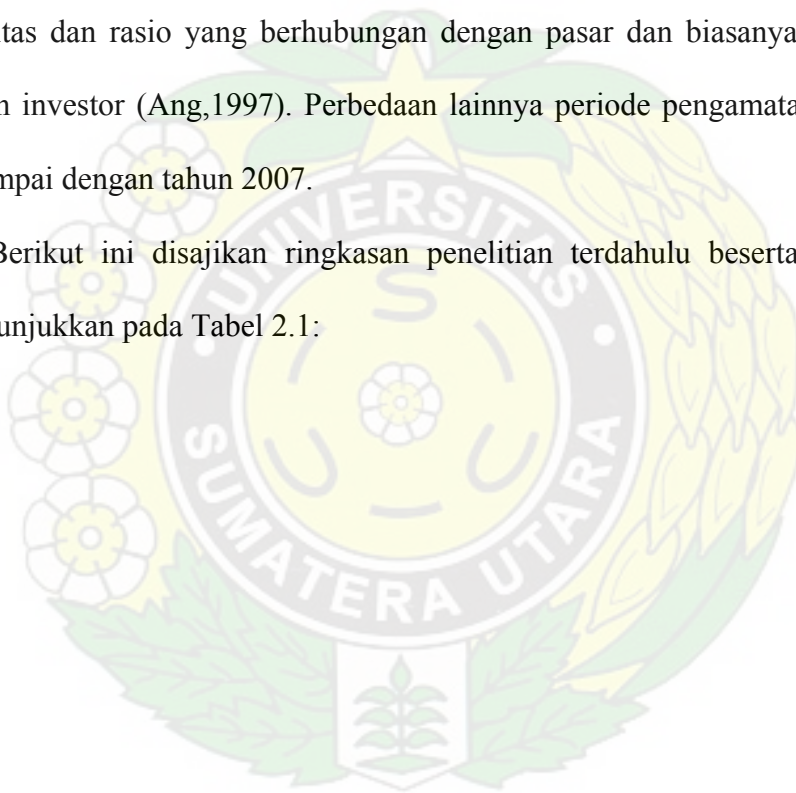 itas dan rasio yang berhubungan dengan pasar dan biasanya
n investor (Ang,1997). Perbedaan lainnya periode pengamata
mpai dengan tahun 2007.
Berikut ini disajikan ringkasan penelitian terdahulu beserta
unjukkan pada Tabel 2.1:
UNIVERSITAS
SUMATERA UTARA